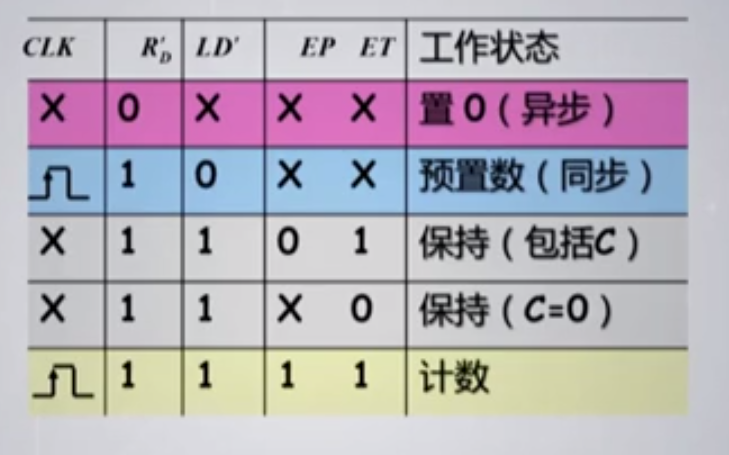 CLK R'D LD' EP ET 工作状态
X 0 X X X 置0(异步)
1 0 X X 预置数(同步)
X 1 1 0 1 保持(包括C)
X 1 1 X 0 保持(C=0)
1 1 1 1 计数